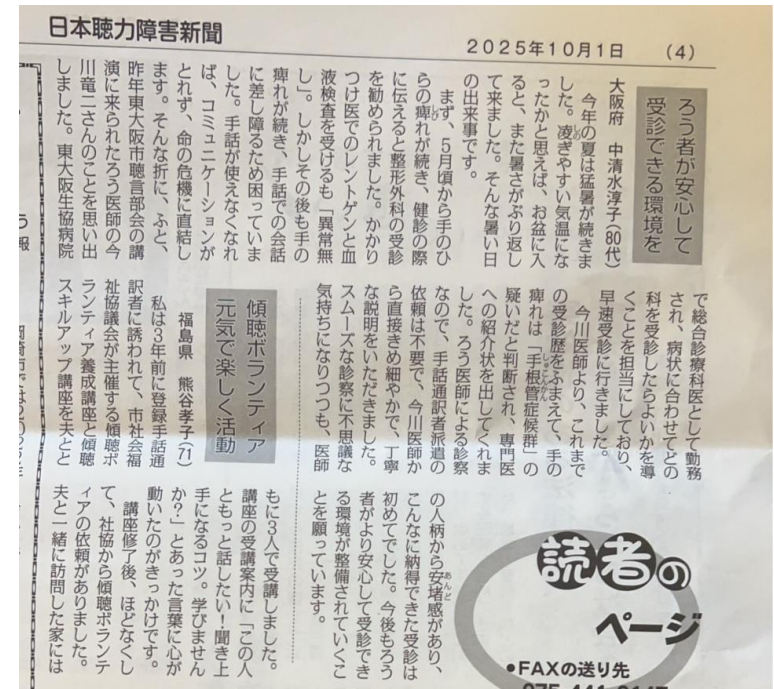 日本聴力障害新聞
2025年10月1日
(4)
ろう者が安心して
受診できる環境を
大阪府　中清水淳子(80代)
今年の夏は猛暑が続きま
した。凌ぎやすい気温にな
ったかと思えば、お盆に入
ると、また暑さがぶり返し
て来ました。そんな暑い日
の出来事です。
まず、5月頃から手のひ
らの痺れが続き、健診の際
に伝えると整形外科の受診
を勧められました。かかり
つけ医でのレントゲンと血
液検査を受けるも「異常無
し」。しかしその後も手の
痺れが続き、手話での会話
に差し障るため困っていま
した。手話が使えなくなれ
ば、コミュニケーションが
とれず、命の危機に直結し
ます。そんな折に、ふと、
昨年東大阪市聴言部会の講
演に来られたろう医師の今
川竜二さんのことを思い出
しました。東大阪生協病院
で総合診療科医として勤務
され、病状に合わせてどの
科を受診したらよいかを導
くことを担当にしており、
早速受診に行きました。
今川医師より、これまで
の受診歴をふまえて、手の
痺れは「手根管症候群」の
疑いだと判断され、専門医
への紹介状を出してくれま
した。ろう医師による診察
なので、手話通訳者派遣の
依頼は不要で、今川医師か
ら直接きめ細やかで、丁寧
な説明をいただきました。
スムーズな診察に不思議な
気持ちになりつつも、医師
の人柄から安堵感があり、
こんなに納得できた受診は
初めてでした。今後もろう
者がより安心して受診でき
る環境が整備されていくこ
とを願っています。
傾聴ボランティア
元気で楽しく活動
福島県　熊谷孝子(71)
私は3年前に登録手話通
訳者に誘われて、市社会福
祉協議会が主催する傾聴ボ
ランティア養成講座と傾聴
スキルアップ講座を夫とと
もに3人で受講しました。
講座の受講案内に「この人
ともっと話したい!聞き上
手になるコツ。学びません
か?」とあった言葉に心が
動いたのがきっかけです。
講座修了後、ほどなくし
て、社協から傾聴ボランテ
ィアの依頼がありました。
夫と一緒に訪問した家には
読者の
ページ
•FAXの送り先